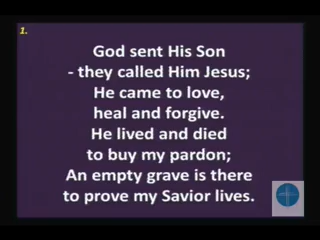 1.
God sent His Son
- they called Him Jesus;
He came to love,
heal and forgive.
He lived and died
to buy my pardon;
An empty grave is there
to prove my Savior lives.